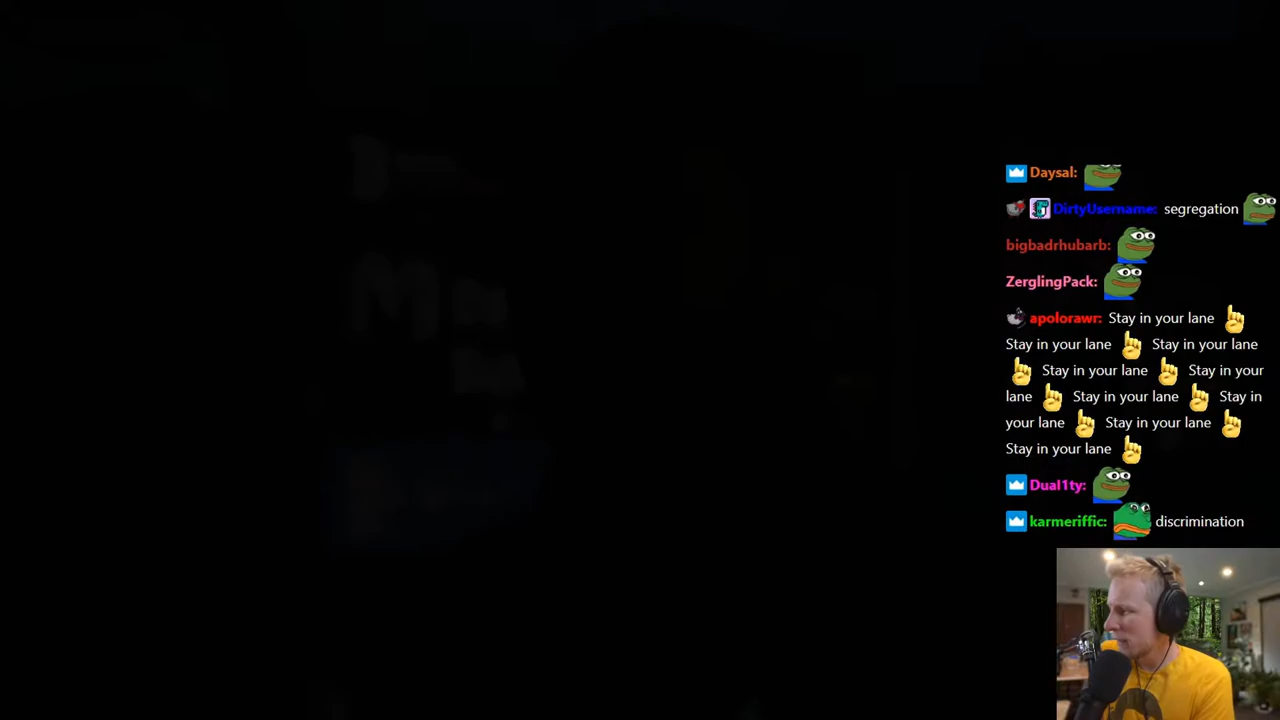 Daysal:
DirtyUsername: segregation
bigbadrhubarb:
ZerglingPack:
apolorawr: Stay in your lane
Stay in your lane Stay in your lane
Stay in your lane Stay in your
lane Stay in your lane Stay in
your lane Stay in your lane
Stay in your lane
Dual1ty:
karmeriffic: discrimination